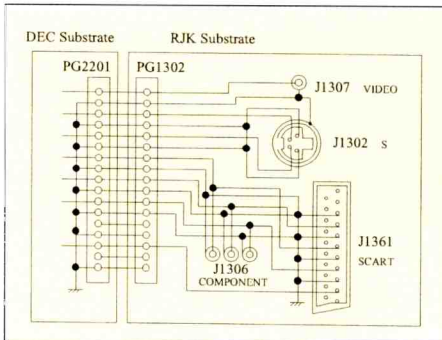 DEC Substrate RJK Substrate
PG2201 PG1302
J1307 VIDEO
J1302 S
J1361
SCART
J1306
COMPONENT